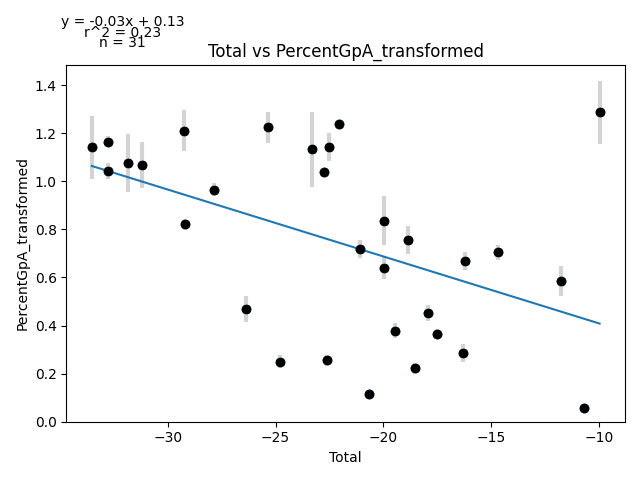 y = -0.03x + 0.13
r^2 = 0.23
n = 31
Total vs PercentGpA_transformed
PercentGpA_transformed
1.4
1.2
1.0
0.8
0.6
0.4
0.2
0.0
−30
−25
−20
−15
−10
Total